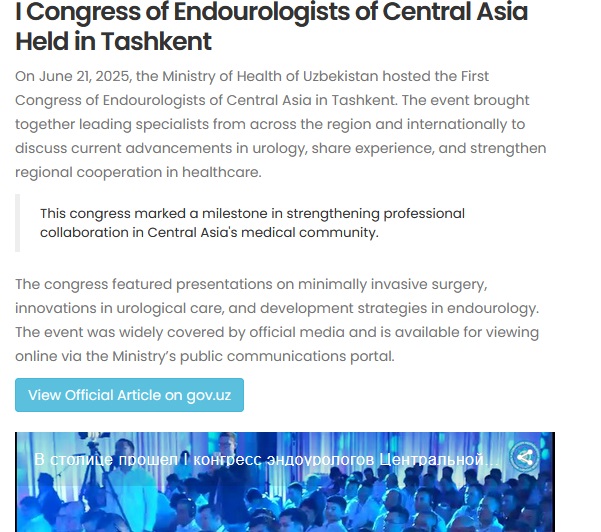 I Congress of Endourologists of Central Asia
Held in Tashkent
On June 21, 2025, the Ministry of Health of Uzbekistan hosted the First
Congress of Endourologists of Central Asia in Tashkent. The event brought
together leading specialists from across the region and internationally to
discuss current advancements in urology, share experience, and strengthen
regional cooperation in healthcare.
This congress marked a milestone in strengthening professional
collaboration in Central Asia's medical community.
The congress featured presentations on minimally invasive surgery,
innovations in urological care, and development strategies in endourology.
The event was widely covered by official media and is available for viewing
online via the Ministry’s public communications portal.
View Official Article on gov.uz
В столице прошел I конгресс эндоурологов Центральной...